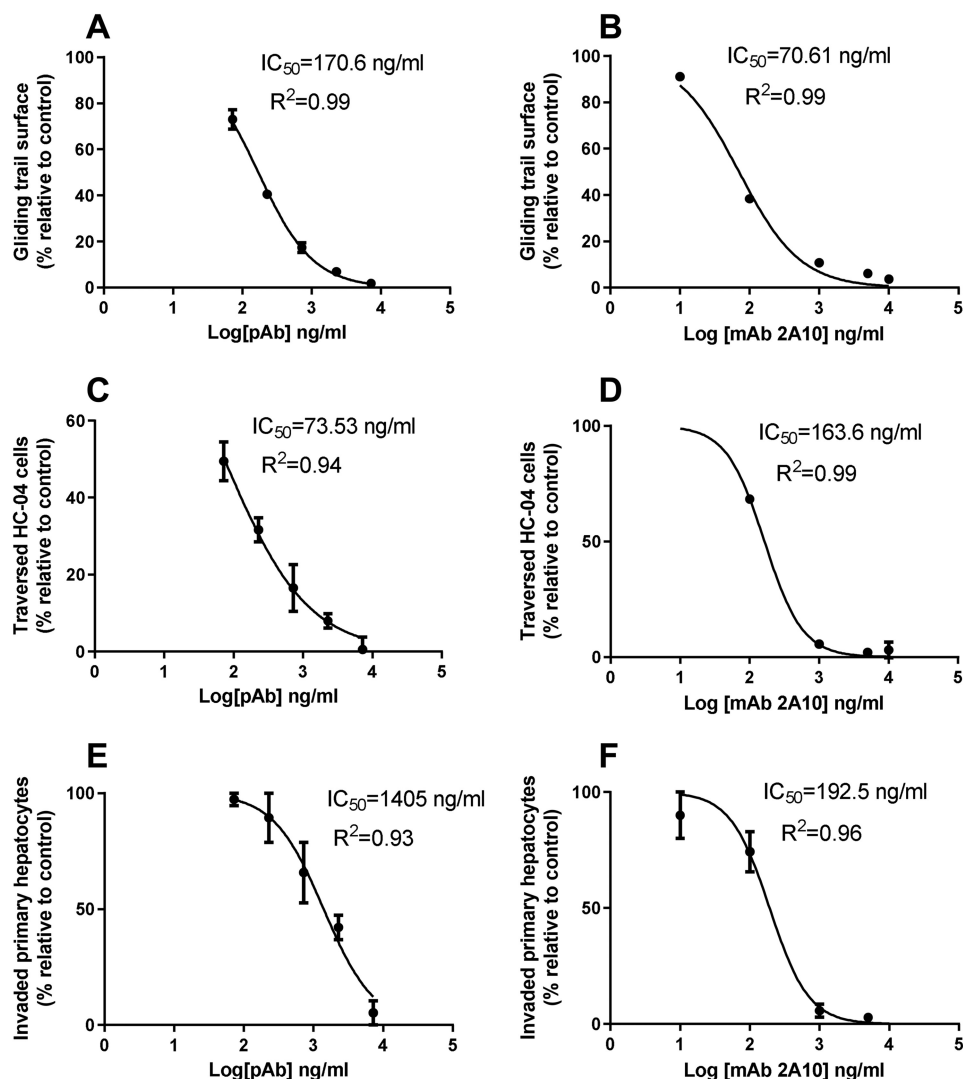 A
Gliding trail surface
(% relative to control)
IC50=170.6 ng/ml
R2=0.99
100
80
60
40
20
0
0 1 2 3 4 5
Log[pAb] ng/ml
B
Gliding trail surface
(% relative to control)
IC50=70.61 ng/ml
R2=0.99
100
80
60
40
20
0
0 1 2 3 4 5
Log [mAb 2A10] ng/ml
C
Traversed HC-04 cells
(% relative to control)
IC50=73.53 ng/ml
R2=0.94
60
40
20
0
0 1 2 3 4 5
Log[pAb] ng/ml
D
Traversed HC-04 cells
(% relative to control)
IC50=163.6 ng/ml
R2=0.99
100
50
0
0 1 2 3 4 5
Log [mAb 2A10] ng/ml
E
Invaded primary hepatocytes
(% relative to control)
IC50=1405 ng/ml
R2=0.93
100
50
0
0 1 2 3 4 5
Log[pAb] ng/ml
F
Invaded primary hepatocytes
(% relative to control)
IC50=192.5 ng/ml
R2=0.96
100
50
0
0 1 2 3 4 5
Log [mAb 2A10] ng/ml